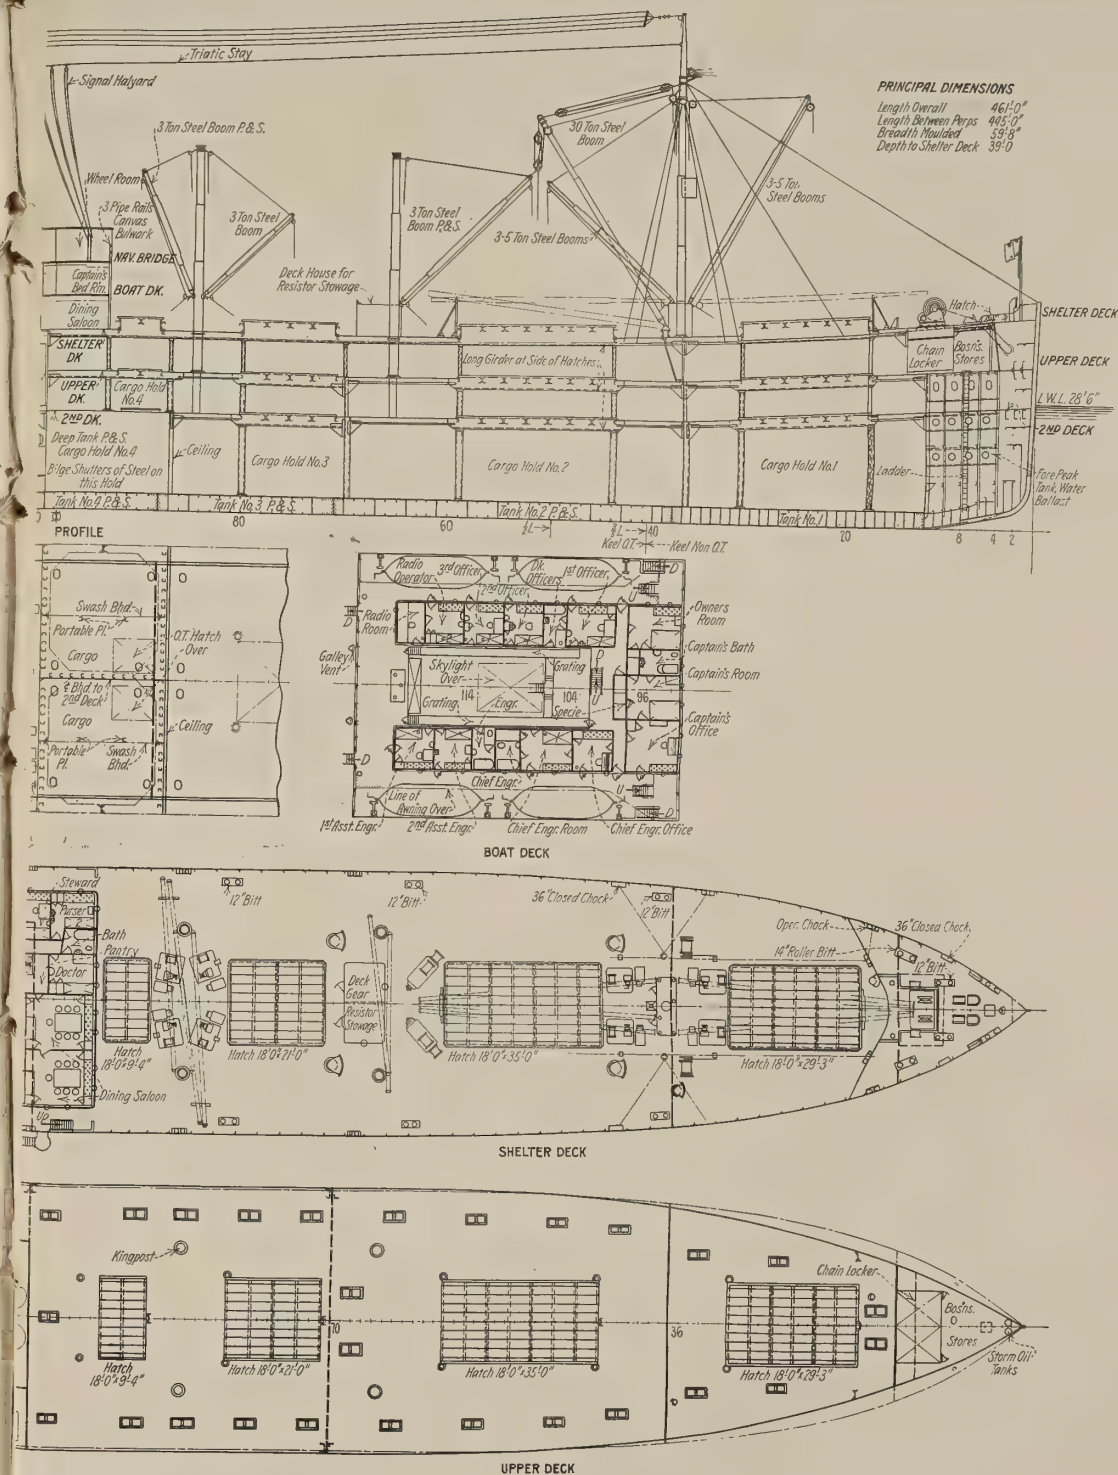 Triatic Stay
Signal Halyard
3 Ton Steel Boom P.& S.
Wheel Room
3 Pipe Rails
Canvas
Bulwark
NAV. BRIDGE
Captain's
Bed R'm.
BOAT DK.
Dining
Saloon
3 Ton Steel
Boom
Deck House for
Resistor Stowage
3 Ton Steel
Boom P.& S.
30 Ton Steel
Boom
3-5 Ton Steel Booms
3-5 Ton
Steel Booms
PRINCIPAL DIMENSIONS
Length Overall 461'-0"
Length Between Perps 445'-0"
Breadth Moulded 59'-8"
Depth to Shelter Deck 39'-0
Hatch
SHELTER DECK
SHELTER
DK
Long Girder at Side of Hatches
Chain
Locker
Bosn's.
Stores
UPPER DECK
UPPER
DK.
Cargo Hold
No.4
L.W.L. 28'6"
2ND DK.
2ND DECK
Deep Tank P.& S.
Cargo Hold No.4
Bilge Shutters of Steel on
this Hold
Ceiling
Cargo Hold No.3
Cargo Hold No.2
Cargo Hold No.1
Ladder
Fore Peak
Tank, Water
Ballast
Tank No.4 P.& S.
Tank No.3 P.& S.
Tank No.2 P.& S.
Tank No.1
80
60
40
20
8 4 2
Keel O.T.
Keel Non O.T.
PROFILE
Swash Bhd.
Portable Pl.
Cargo
O.T. Hatch
Over
℄ Bhd. to
2nd Deck
Cargo
Ceiling
Portable
Pl.
Swash
Bhd.
Radio
Operator
3rd Officer
2nd Officer
Dk.
Officers
1st Officer
D
U
Owners
Room
Radio
Room
D
Captain's Bath
Galley
Vent
Skylight
Over
Grating
D
Captain's Room
114
104
96
U
Grating
Engr.
Specie
Captain's
Office
D
Chief Engr.
U
Line of
Awning Over
D
1st Asst. Engr.
2nd Asst. Engr.
Chief Engr. Room
Chief Engr. Office
BOAT DECK
Steward
Purser
12" Bitt
12" Bitt
36" Closed Chock
12" Bitt
Open Chock
36" Closed Chock
14" Roller Bitt
12" Bitt
Bath
Pantry
Doctor
Deck
Gear
Resistor
Stowage
Hatch
18'-0"×9'-4"
Hatch 18'-0"×21'-0"
Hatch 18'-0"×35'-0"
Hatch 18'-0"×29'-3"
Dining Saloon
Up
SHELTER DECK
Kingpost
Chain Locker
Bosns.
Stores
70
36
Hatch
18'-0"×9'-4"
Hatch 18'-0"×21'-0"
Hatch 18'-0"×35'-0"
Hatch 18'-0"×29'-3"
Storm Oil
Tanks
UPPER DECK